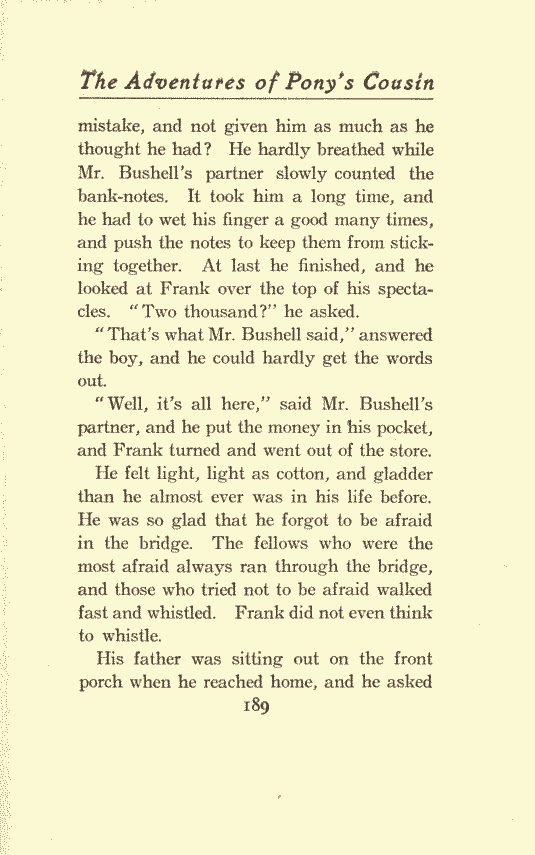 The Adventures of Pony's Cousin
mistake, and not given him as much as he
thought he had? He hardly breathed while
Mr. Bushell's partner slowly counted the
bank-notes. It took him a long time, and
he had to wet his finger a good many times,
and push the notes to keep them from stick-
ing together. At last he finished, and he
looked at Frank over the top of his specta-
cles. "Two thousand?" he asked.
"That's what Mr. Bushell said," answered
the boy, and he could hardly get the words
out.
"Well, it's all here," said Mr. Bushell's
partner, and he put the money in his pocket,
and Frank turned and went out of the store.
He felt light, light as cotton, and gladder
than he almost ever was in his life before.
He was so glad that he forgot to be afraid
in the bridge. The fellows who were the
most afraid always ran through the bridge,
and those who tried not to be afraid walked
fast and whistled. Frank did not even think
to whistle.
His father was sitting out on the front
porch when he reached home, and he asked
189